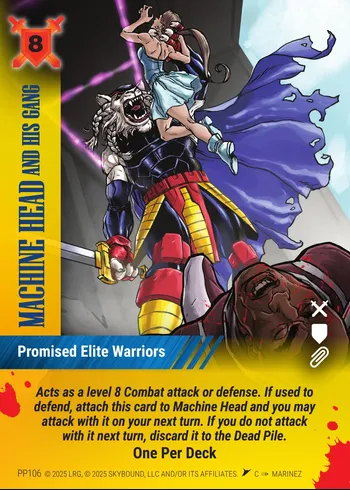 8
MACHINE HEAD AND HIS GANG
Promised Elite Warriors
Acts as a level 8 Combat attack or defense. If used to
defend, attach this card to Machine Head and you may
attack with it on your next turn. If you do not attack
with it next turn, discard it to the Dead Pile.
One Per Deck
PP106 © 2025 LRG, © 2025 SKYBOUND, LLC AND/OR ITS AFFILIATES. C MARINEZ